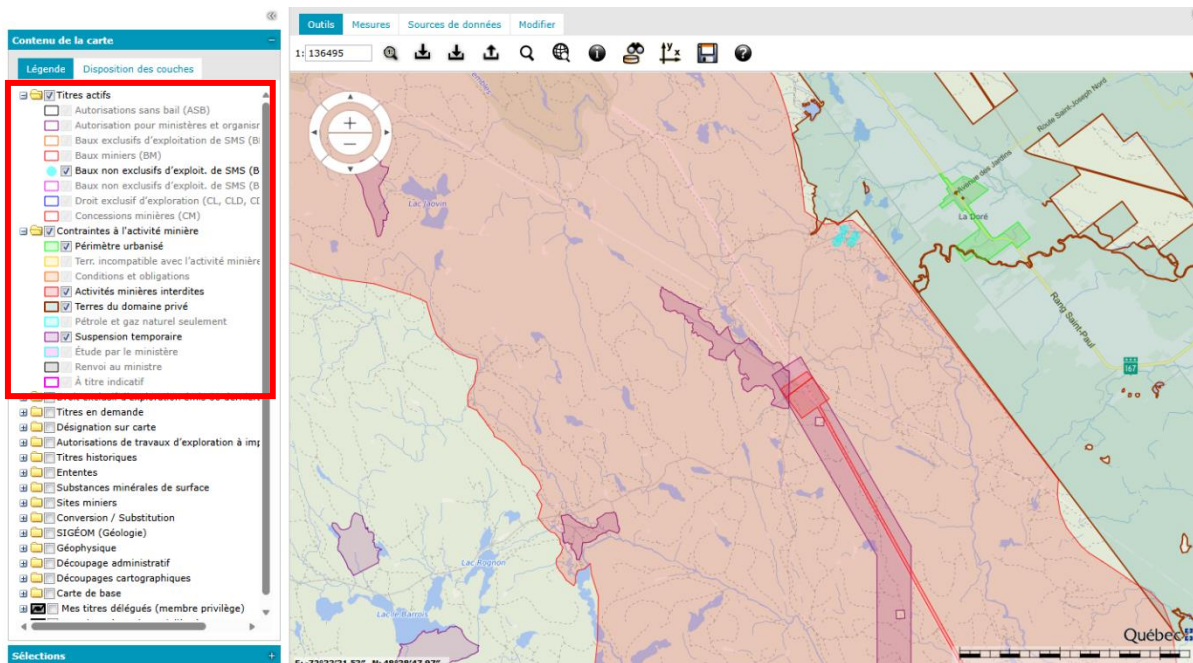 Contenu de la carte
Légende Disposition des couches
Titres actifs
Autorisations sans bail (ASB)
Autorisation pour ministères et organisr
Baux exclusifs d'exploitation de SMS (B
Baux miniers (BM)
Baux non exclusifs d'exploit. de SMS (B
Baux non exclusifs d'exploit. de SMS (B
Droit exclusif d'exploration (CL, CLD, CD
Concessions minières (CM)
Contraintes à l'activité minière
Périmètre urbanisé
Terr. incompatible avec l'activité minière
Conditions et obligations
Activités minières interdites
Terres du domaine privé
Pétrole et gaz naturel seulement
Suspension temporaire
Étude par le ministère
Renvoi au ministre
À titre indicatif
Titres en demande
Désignation sur carte
Autorisations de travaux d'exploration à imp
Titres historiques
Ententes
Substances minérales de surface
Sites miniers
Conversion / Substitution
SIGÉOM (Géologie)
Géophysique
Découpage administratif
Découpages cartographiques
Carte de base
Mes titres délégués (membre privilège)
Sélections
Outils Mesures Sources de données Modifier
1: 136495
Route Saint-Joseph Nord
Avenue des Jardins
La Doré
Lac Jauvin
Rang Saint-Paul
167
Lac Rognon
Lac le Barrois
Québec